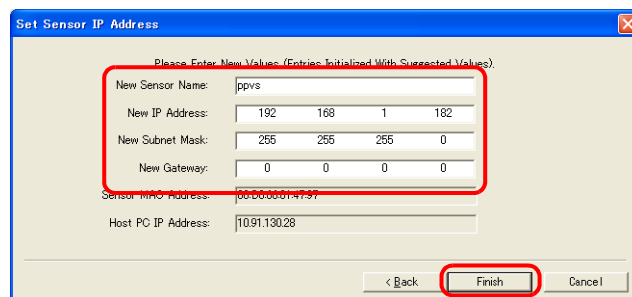 Set Sensor IP Address
Please Enter New Values (Entries Initialized With Suggested Values).
New Sensor Name: ppvs
New IP Address: 192 168 1 182
New Subnet Mask: 255 255 255 0
New Gateway: 0 0 0 0
Sensor MAC Address:
Host PC IP Address: 10.91.130.28
< Back Finish Cancel